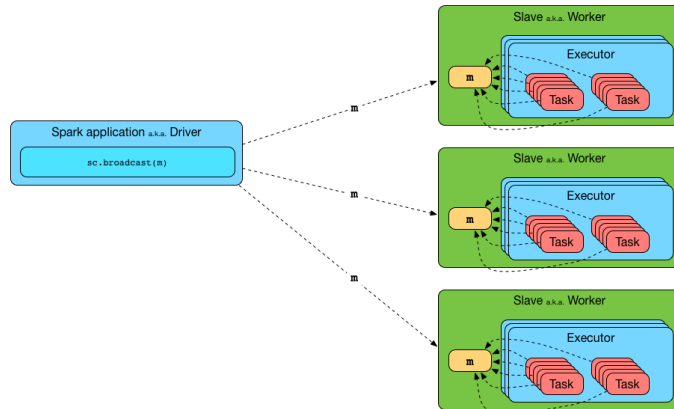 Slave a.k.a. Worker
Executor
m
Task Task
m
Spark application a.k.a. Driver
sc.broadcast(m)
Slave a.k.a. Worker
Executor
m
m
Task Task
m
Slave a.k.a. Worker
Executor
m
Task Task